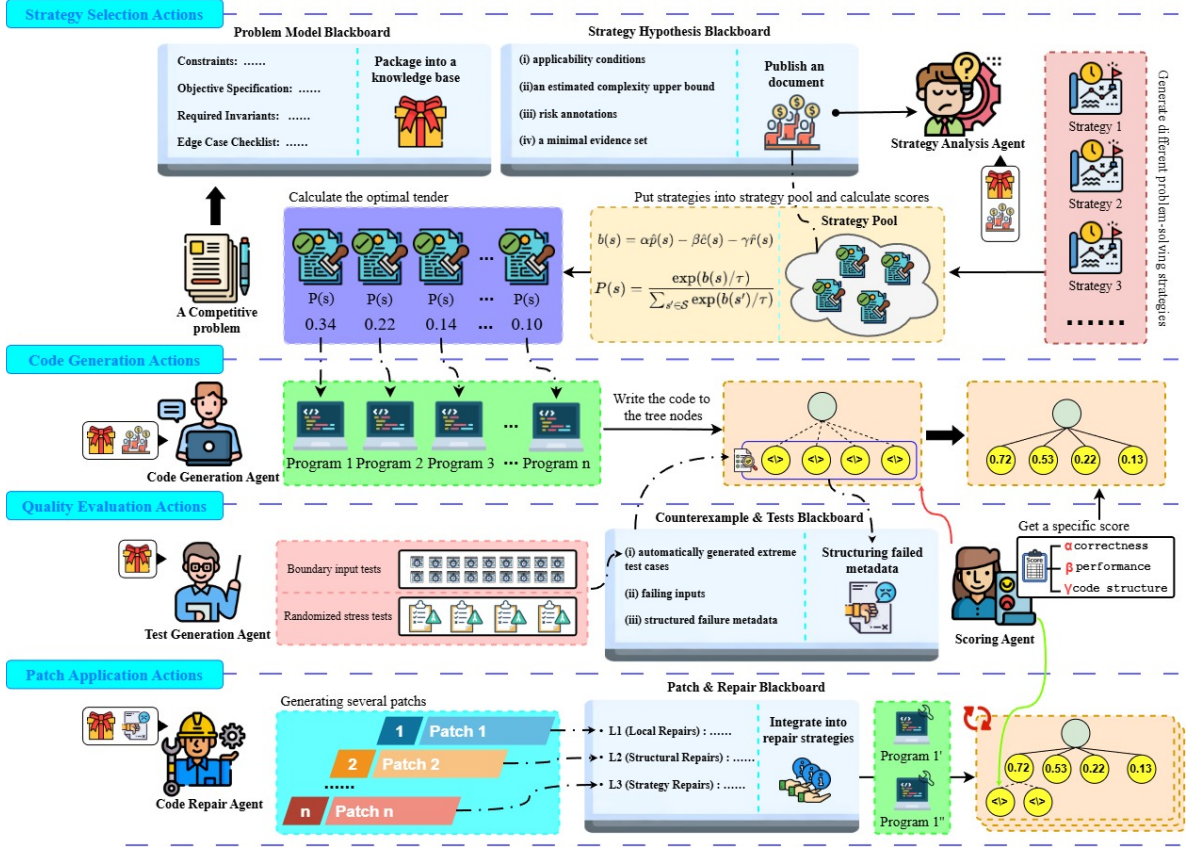 Strategy Selection Actions
Problem Model Blackboard
Constraints: ......
Objective Specification: ......
Required Invariants: ......
Edge Case Checklist: ......
Package into a
knowledge base
Strategy Hypothesis Blackboard
(i) applicability conditions
(ii)an estimated complexity upper bound
(iii) risk annotations
(iv) a minimal evidence set
Publish an
document
Strategy Analysis Agent
Strategy 1
Strategy 2
Strategy 3
......
Generate different problem-solving strategies
A Competitive
problem
Calculate the optimal tender
...
P(s) P(s) P(s) ... P(s)
0.34 0.22 0.14 ... 0.10
Put strategies into strategy pool and calculate scores
b(s) = αp̂(s) − βĉ(s) − γr̂(s)
P(s) = exp(b(s)/τ) / ∑s′∈S exp(b(s′)/τ)
Strategy Pool
Code Generation Actions
Code Generation Agent
...
Program 1 Program 2 Program 3 ... Program n
Write the code to
the tree nodes
<\> <\> <\> <\>
0.72 0.53 0.22 0.13
Quality Evaluation Actions
Test Generation Agent
Boundary input tests
Randomized stress tests
Counterexample & Tests Blackboard
(i) automatically generated extreme
test cases
(ii) failing inputs
(iii) structured failure metadata
Structuring failed
metadata
Get a specific score
Score
α correctness
β performance
γ code structure
Scoring Agent
Patch Application Actions
Code Repair Agent
Generating several patchs
1 Patch 1
2 Patch 2
......
n Patch n
Patch & Repair Blackboard
L1 (Local Repairs) : ......
L2 (Structural Repairs) : ......
L3 (Strategy Repairs) : ......
Integrate into
repair strategies
Program 1'
Program 1"
0.72 0.53 0.22 0.13
<\> <\>